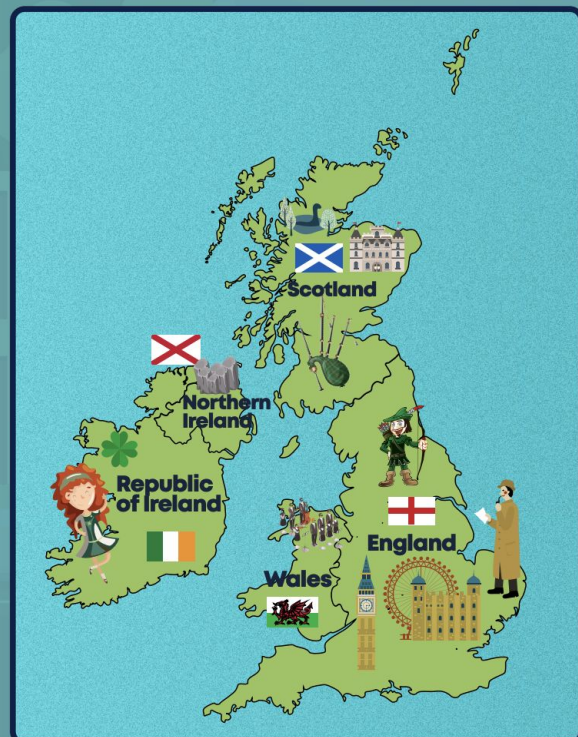 Scotland
Northern
Ireland
Republic
of Ireland
England
Wales